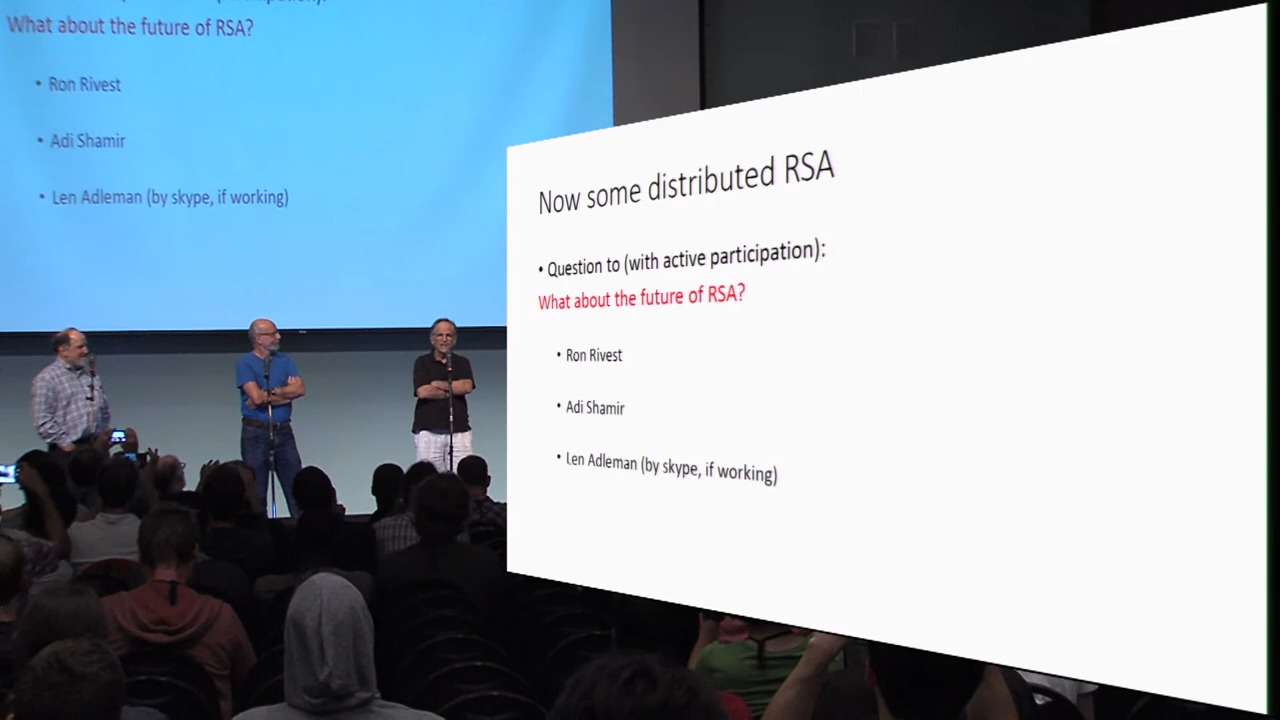 What about the future of RSA?
• Ron Rivest
• Adi Shamir
• Len Adleman (by skype, if working)
Now some distributed RSA
• Question to (with active participation):
What about the future of RSA?
• Ron Rivest
• Adi Shamir
• Len Adleman (by skype, if working)